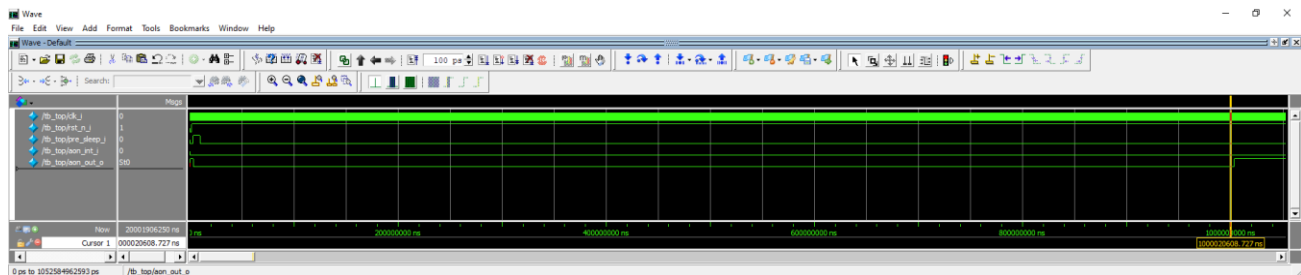 Wave
File Edit View Add Format Tools Bookmarks Window Help
Wave - Default
100 ps
Search:
Msgs
/tb_top/clk_i 0
/tb_top/rst_n_i 1
/tb_top/pre_sleep_i 0
/tb_top/aon_int_i 0
/tb_top/aon_out_o St0
Now 20001906250 ns
200000000 ns 400000000 ns 600000000 ns 800000000 ns
Cursor 1 000020608.727 ns 1000020608.727 ns
0 ps to 1052584962593 ps /tb_top/aon_out_o